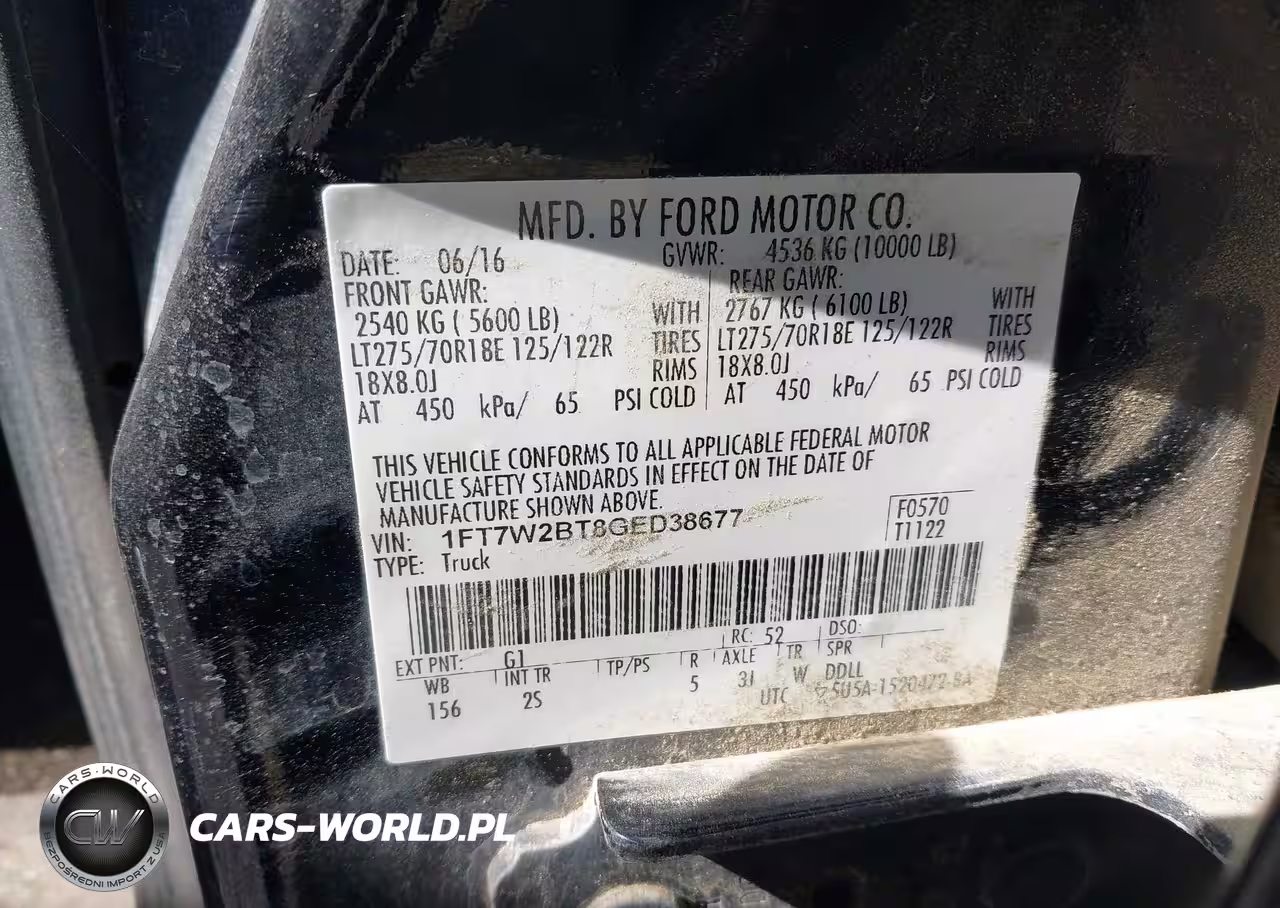 MFD. BY FORD MOTOR CO.
DATE: 06/16 GVWR: 4536 KG (10000 LB)
FRONT GAWR: REAR GAWR:
2540 KG ( 5600 LB) WITH 2767 KG ( 6100 LB) WITH
LT275/70R18E 125/122R TIRES LT275/70R18E 125/122R TIRES
18X8.0J RIMS 18X8.0J RIMS
AT 450 kPa/ 65 PSI COLD AT 450 kPa/ 65 PSI COLD
THIS VEHICLE CONFORMS TO ALL APPLICABLE FEDERAL MOTOR
VEHICLE SAFETY STANDARDS IN EFFECT ON THE DATE OF
MANUFACTURE SHOWN ABOVE.
VIN: 1FT7W2BT8GED38677
TYPE: Truck
F0570
T1122
EXT PNT: G1 RC: 52 DSO:
WB INT TR TP/PS R AXLE TR SPR
156 2S 5 31 W DDLL
UTC
CARS-WORLD
CW
BEZPOŚREDNI IMPORT Z USA
CARS-WORLD.PL